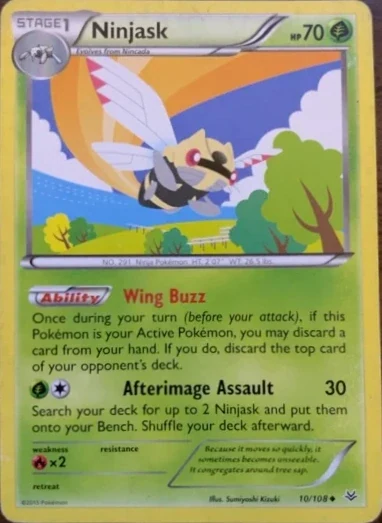 STAGE1
Ninjask
HP70
Evolves from Nincada
NO. 291 Ninja Pokémon HT: 2'07" WT: 26.5 lbs.
Ability Wing Buzz
Once during your turn (before your attack), if this
Pokémon is your Active Pokémon, you may discard a
card from your hand. If you do, discard the top card
of your opponent's deck.
Afterimage Assault 30
Search your deck for up to 2 Ninjask and put them
onto your Bench. Shuffle your deck afterward.
weakness resistance
×2
retreat
Because it moves so quickly, it
sometimes becomes unseeable.
It congregates around tree sap.
©2015 Pokémon
Illus. Sumiyoshi Kizuki
10/108